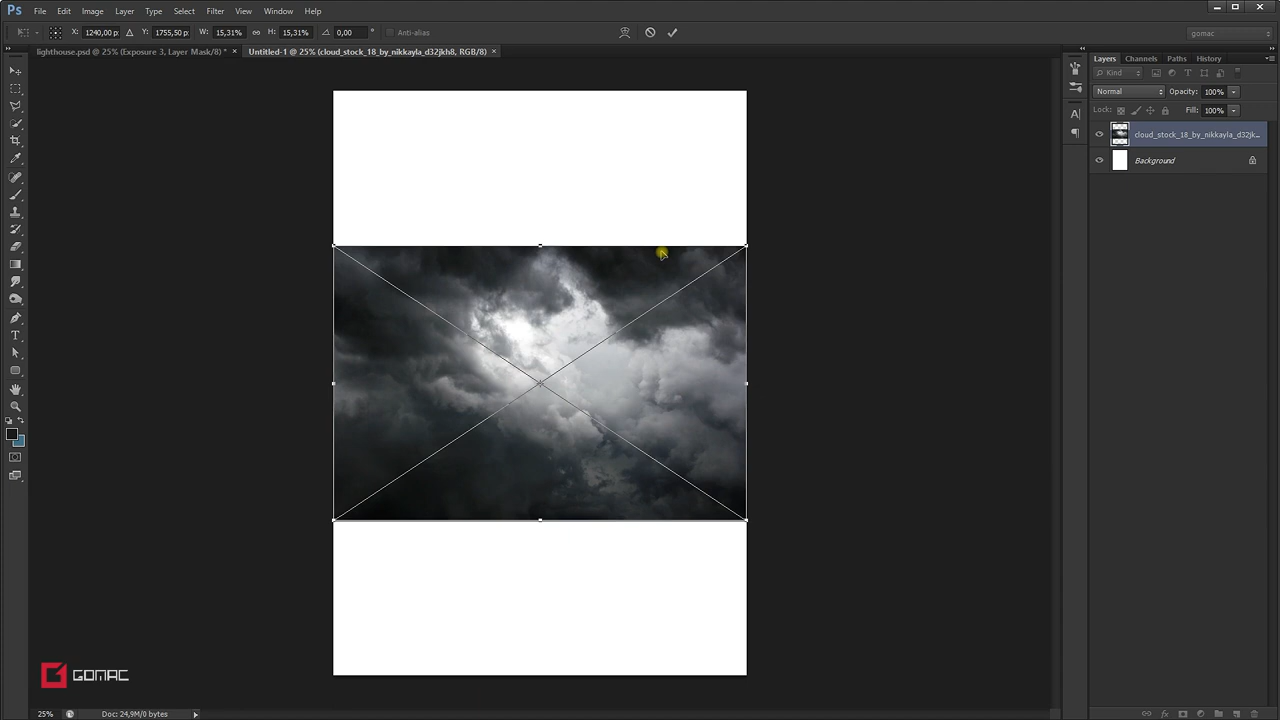 Ps File Edit Image Layer Type Select Filter View Window Help
X: 1240,00 p: Y: 1755,50 p: W: 15,31% H: 15,31% 0,00 ° Anti-alias gomac
lighthouse.psd @ 25% (Exposure 3, Layer Mask/8) * × Untitled-1 @ 25% (cloud_stock_18_by_nikkayla_d32jkh8, RGB/8) ×
Layers Channels Paths History
Kind
Normal Opacity: 100%
Lock: Fill: 100%
cloud_stock_18_by_nikkayla_d32jk...
Background
GOMAC
25% Doc: 24,9M/0 bytes